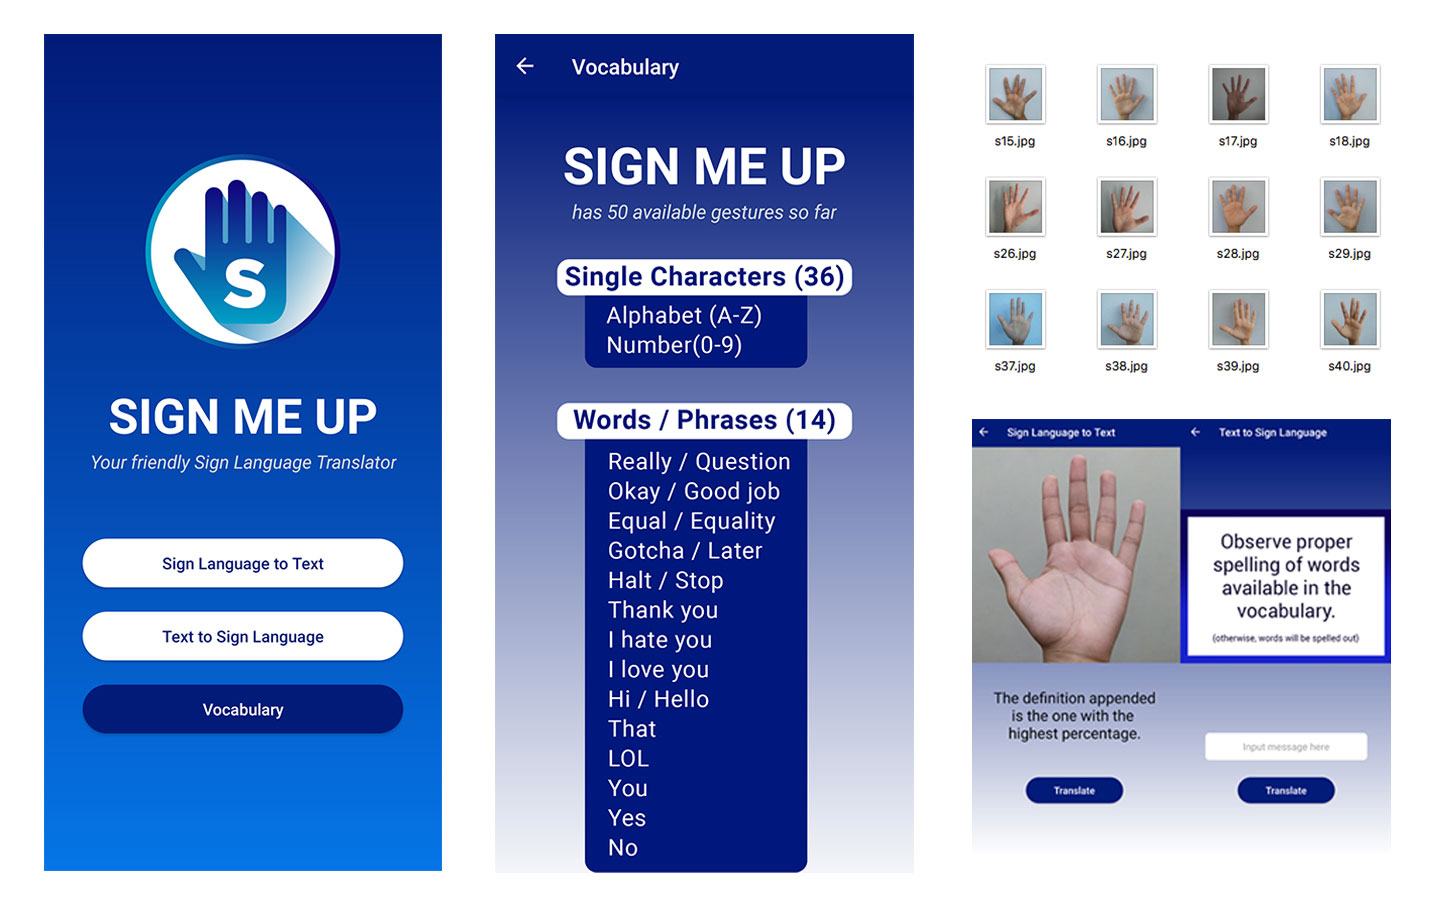 S
SIGN ME UP
Your friendly Sign Language Translator
Sign Language to Text
Text to Sign Language
Vocabulary
Vocabulary
SIGN ME UP
has 50 available gestures so far
Single Characters (36)
Alphabet (A-Z)
Number(0-9)
Words / Phrases (14)
Really / Question
Okay / Good job
Equal / Equality
Gotcha / Later
Halt / Stop
Thank you
I hate you
I love you
Hi / Hello
That
LOL
You
Yes
No
s15.jpg
s16.jpg
s17.jpg
s18.jpg
s26.jpg
s27.jpg
s28.jpg
s29.jpg
s37.jpg
s38.jpg
s39.jpg
s40.jpg
Sign Language to Text
The definition appended
is the one with the
highest percentage.
Translate
Text to Sign Language
Observe proper
spelling of words
available in the
vocabulary.
(otherwise, words will be spelled out)
Input message here
Translate